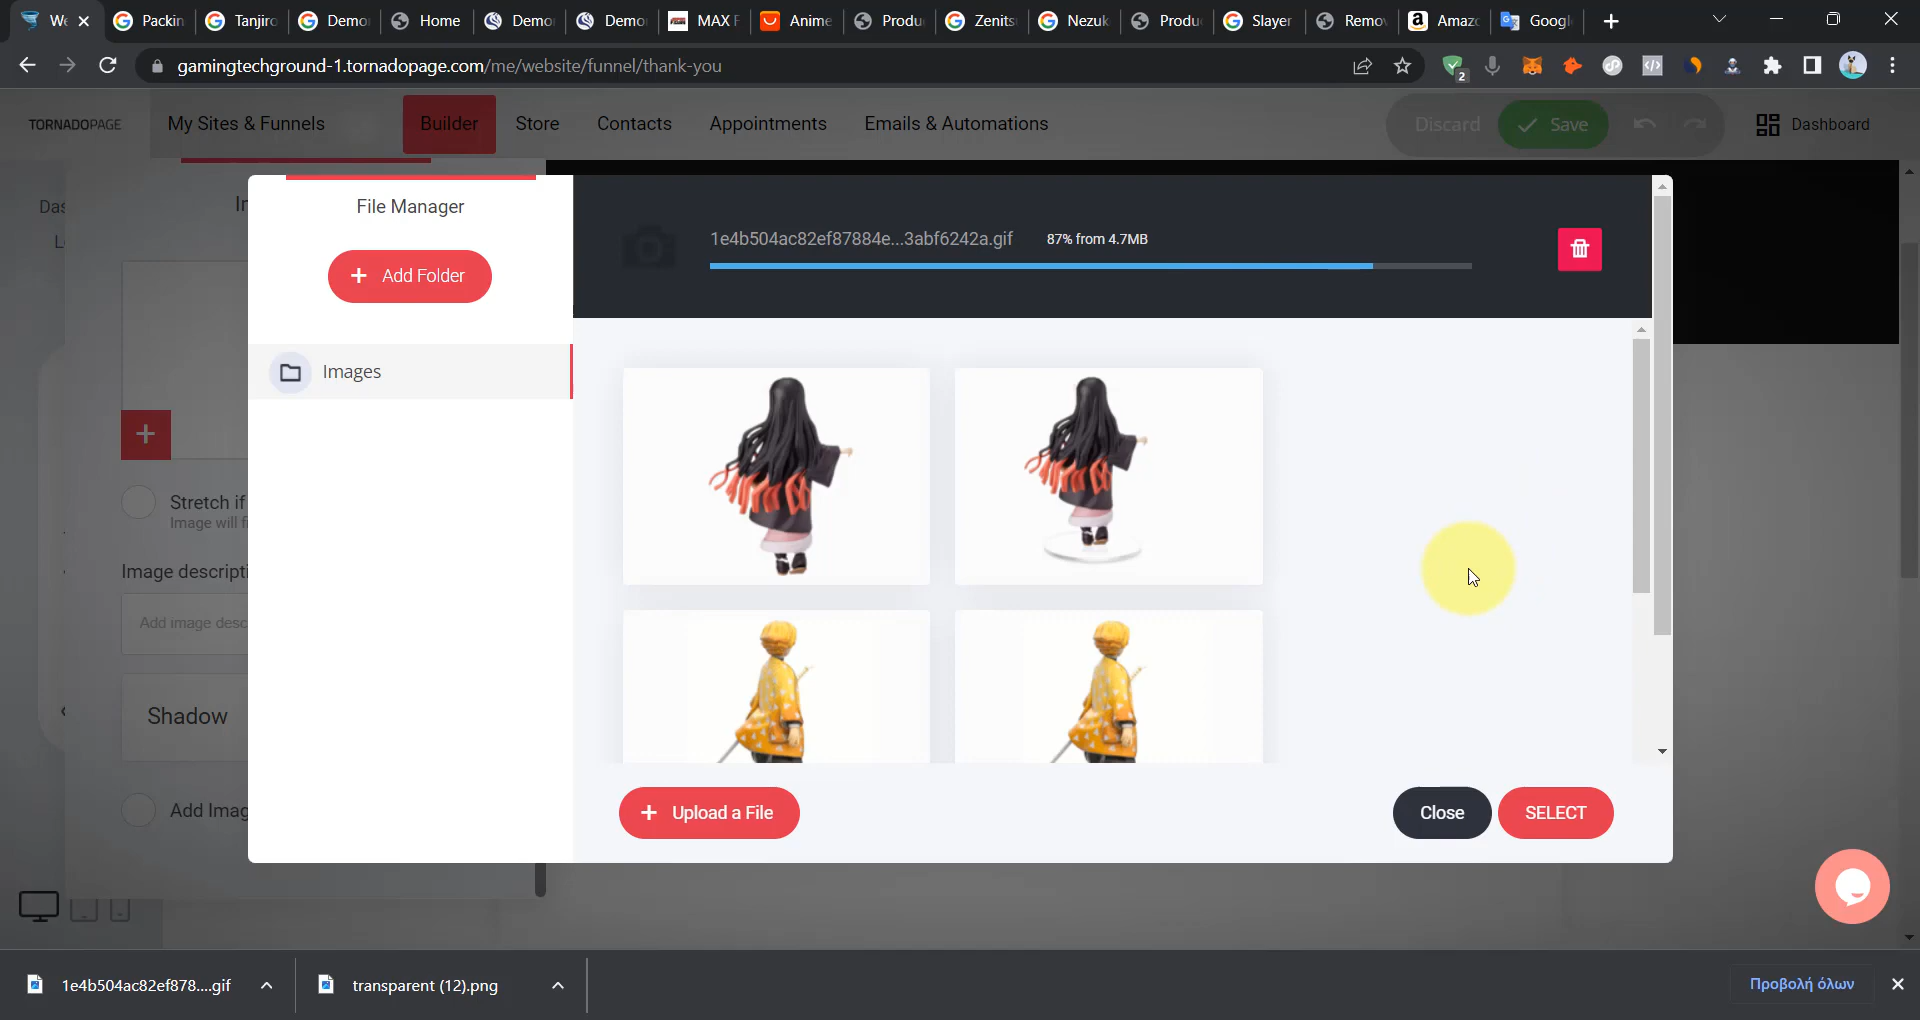 We
Packin
Tanjiro
Demo
Home
Demo
Demo
MAX F
Anime
Produ
Zenits
Nezuk
Produ
Slayer
Remov
Amazo
Googl
gamingtechground-1.tornadopage.com/me/website/funnel/thank-you
2
TORNADOPAGE
My Sites & Funnels
Builder
Store
Contacts
Appointments
Emails & Automations
Discard
Save
Dashboard
File Manager
Add Folder
Images
1e4b504ac82ef87884e...3abf6242a.gif
87% from 4.7MB
Stretch if
Image will fi
Image descripti
Add image desc
Shadow
Add Imag
Upload a File
Close
SELECT
1e4b504ac82ef878....gif
transparent (12).png
Προβολή όλων